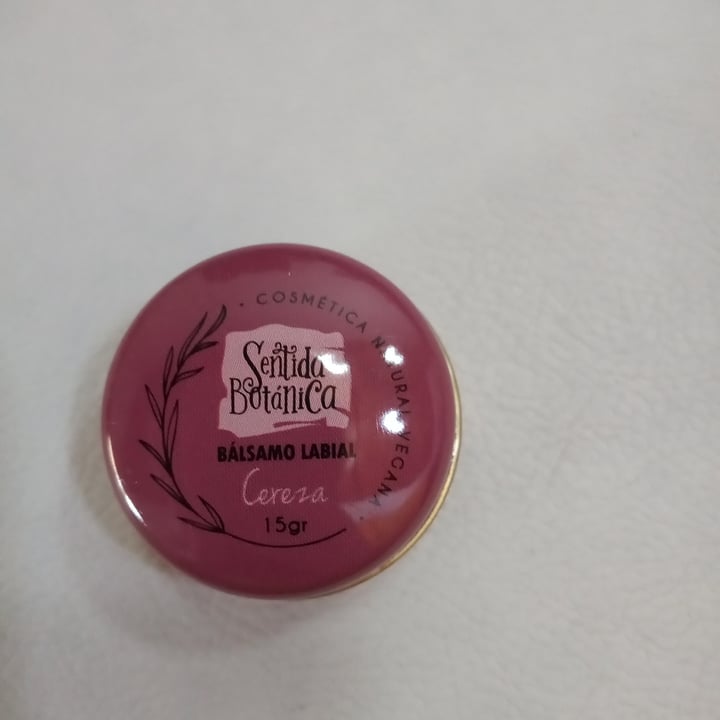 • COSMÉTICA NATURAL VEGANA •
Sentida
Botánica
BÁLSAMO LABIAL
Cereza
15gr